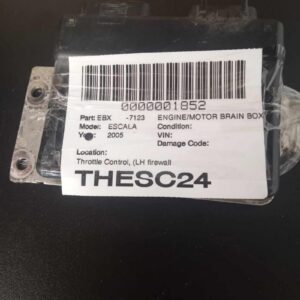 0000001852
Part: EBX -7123 ENGINE/MOTOR BRAIN BOX
Model: ESCALA Condition:
Year: 2005 VIN:
Damage Code:
Location:
Throttle Control, (LH firewall
THESC24